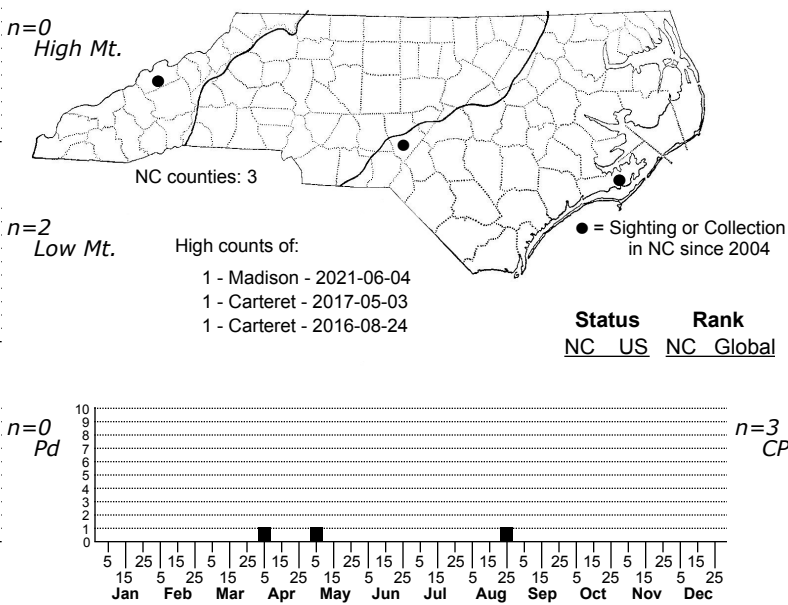 n=0
High Mt.
NC counties: 3
n=2
Low Mt.
High counts of:
1 - Madison - 2021-06-04
1 - Carteret - 2017-05-03
1 - Carteret - 2016-08-24
● = Sighting or Collection
in NC since 2004
Status Rank
NC US NC Global
n=0
Pd
n=3
CP
10
9
8
7
6
5
4
3
2
1
0
5 25 15 5 25 15 5 25 15 5 25 15 5 25 15 5 25 15
15 5 25 15 5 25 15 5 25 15 5 25 15 5 25 15 5 25
Jan Feb Mar Apr May Jun Jul Aug Sep Oct Nov Dec